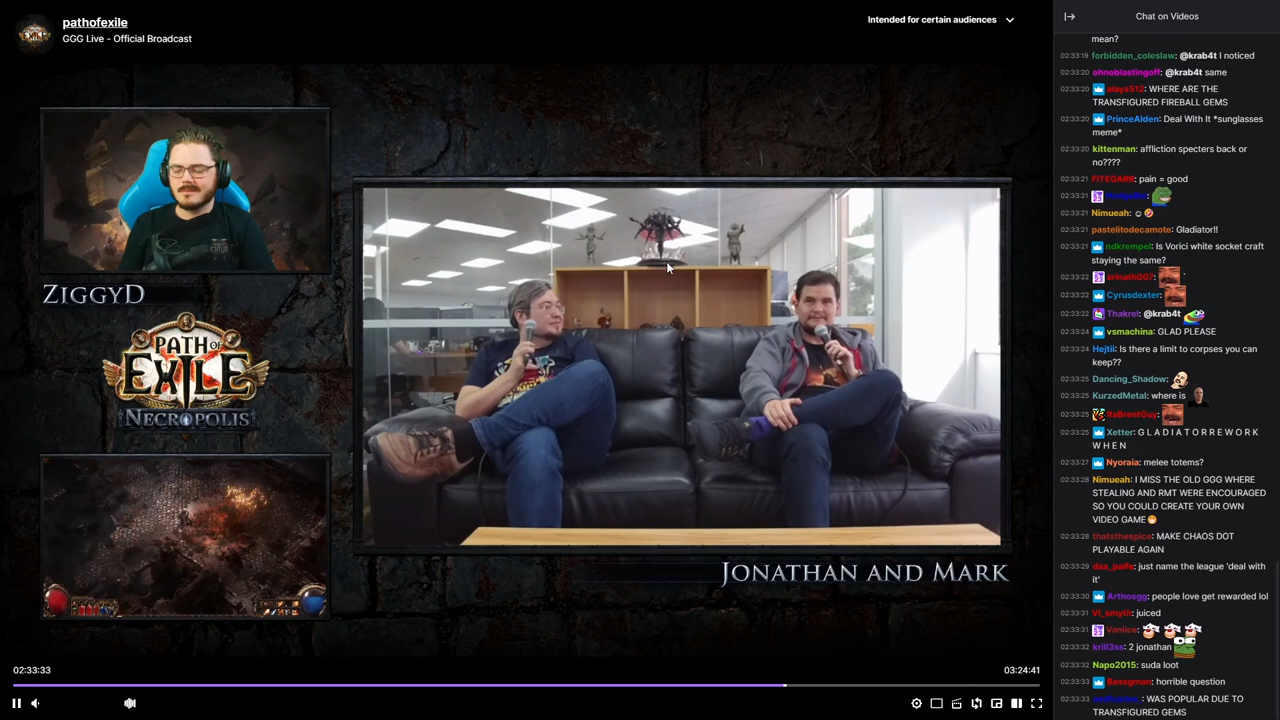 pathofexile
GGG Live - Official Broadcast
Intended for certain audiences
ZIGGYD
PATH OF
EXILE
NECROPOLIS
JONATHAN AND MARK
02:33:33
03:24:41
Chat on Videos
mean?
02:33:19 forbidden_coleslaw: @krab4t I noticed
02:33:20 ohnoblastingoff: @krab4t same
02:33:20 alays512: WHERE ARE THE
TRANSFIGURED FIREBALL GEMS
02:33:20 PrinceAlden: Deal With It *sunglasses
meme*
02:33:20 kittenman: affliction specters back or
no????
02:33:21 FITEGARR: pain = good
02:33:21
02:33:21 Nimueah: ☺🤣
02:33:21 pastelitodecamote: Gladiator!!
02:33:21 ndkrempel: Is Vorici white socket craft
staying the same?
02:33:22 srinath007:
02:33:22 Cyrusdexter:
02:33:22 Thakrel: @krab4t
02:33:24 vsmachina: GLAD PLEASE
02:33:24 Hejtii: Is there a limit to corpses you can
keep??
02:33:25 Dancing_Shadow:
02:33:25 KurzedMetal: where is
02:33:25 ItsBrentGuy:
02:33:25 Xetter: G L A D I A T O R R E W O R K
W H E N
02:33:27 Nyoraia: melee totems?
02:33:28 Nimueah: I MISS THE OLD GGG WHERE
STEALING AND RMT WERE ENCOURAGED
SO YOU COULD CREATE YOUR OWN
VIDEO GAME😁
02:33:28 thatsthespice: MAKE CHAOS DOT
PLAYABLE AGAIN
02:33:29 das_paife: just name the league 'deal with
it'
02:33:30 Arthosgg: people love get rewarded lol
02:33:31 VI_smyth: juiced
02:33:31 Vaniice:
02:33:32 krill3ss: 2 jonathan
02:33:32 Napo2015: suda loot
02:33:33 Bassgman: horrible question
02:33:33 : WAS POPULAR DUE TO
TRANSFIGURED GEMS